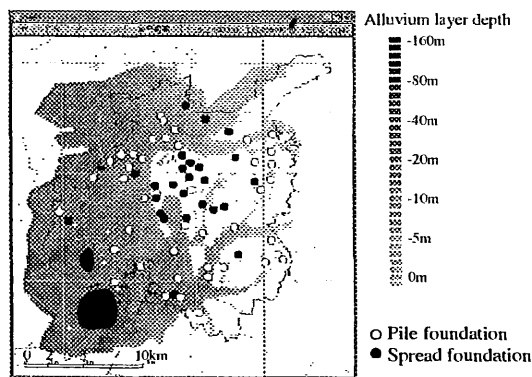 Alluvium layer depth
-160m
-80m
-40m
-20m
-10m
-5m
0m
○ Pile foundation
● Spread foundation
0
10km